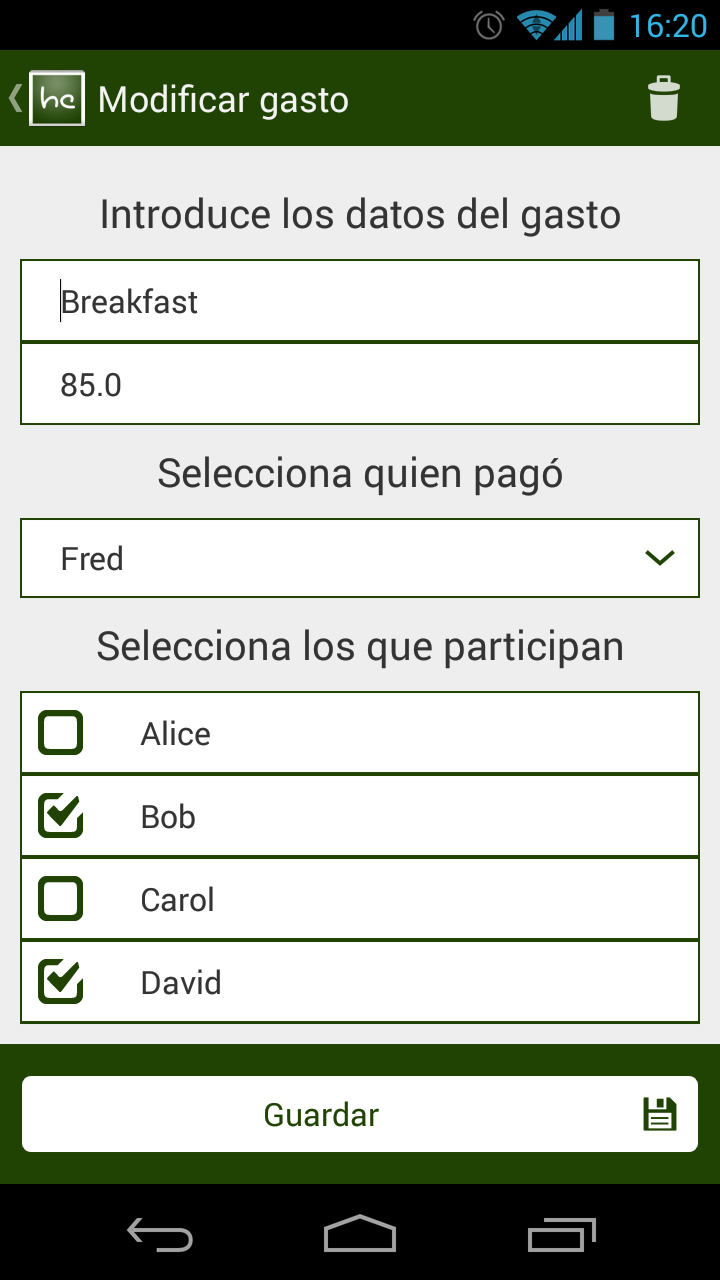 16:20
hc Modificar gasto
Introduce los datos del gasto
Breakfast
85.0
Selecciona quien pagó
Fred
Selecciona los que participan
Alice
Bob
Carol
David
Guardar